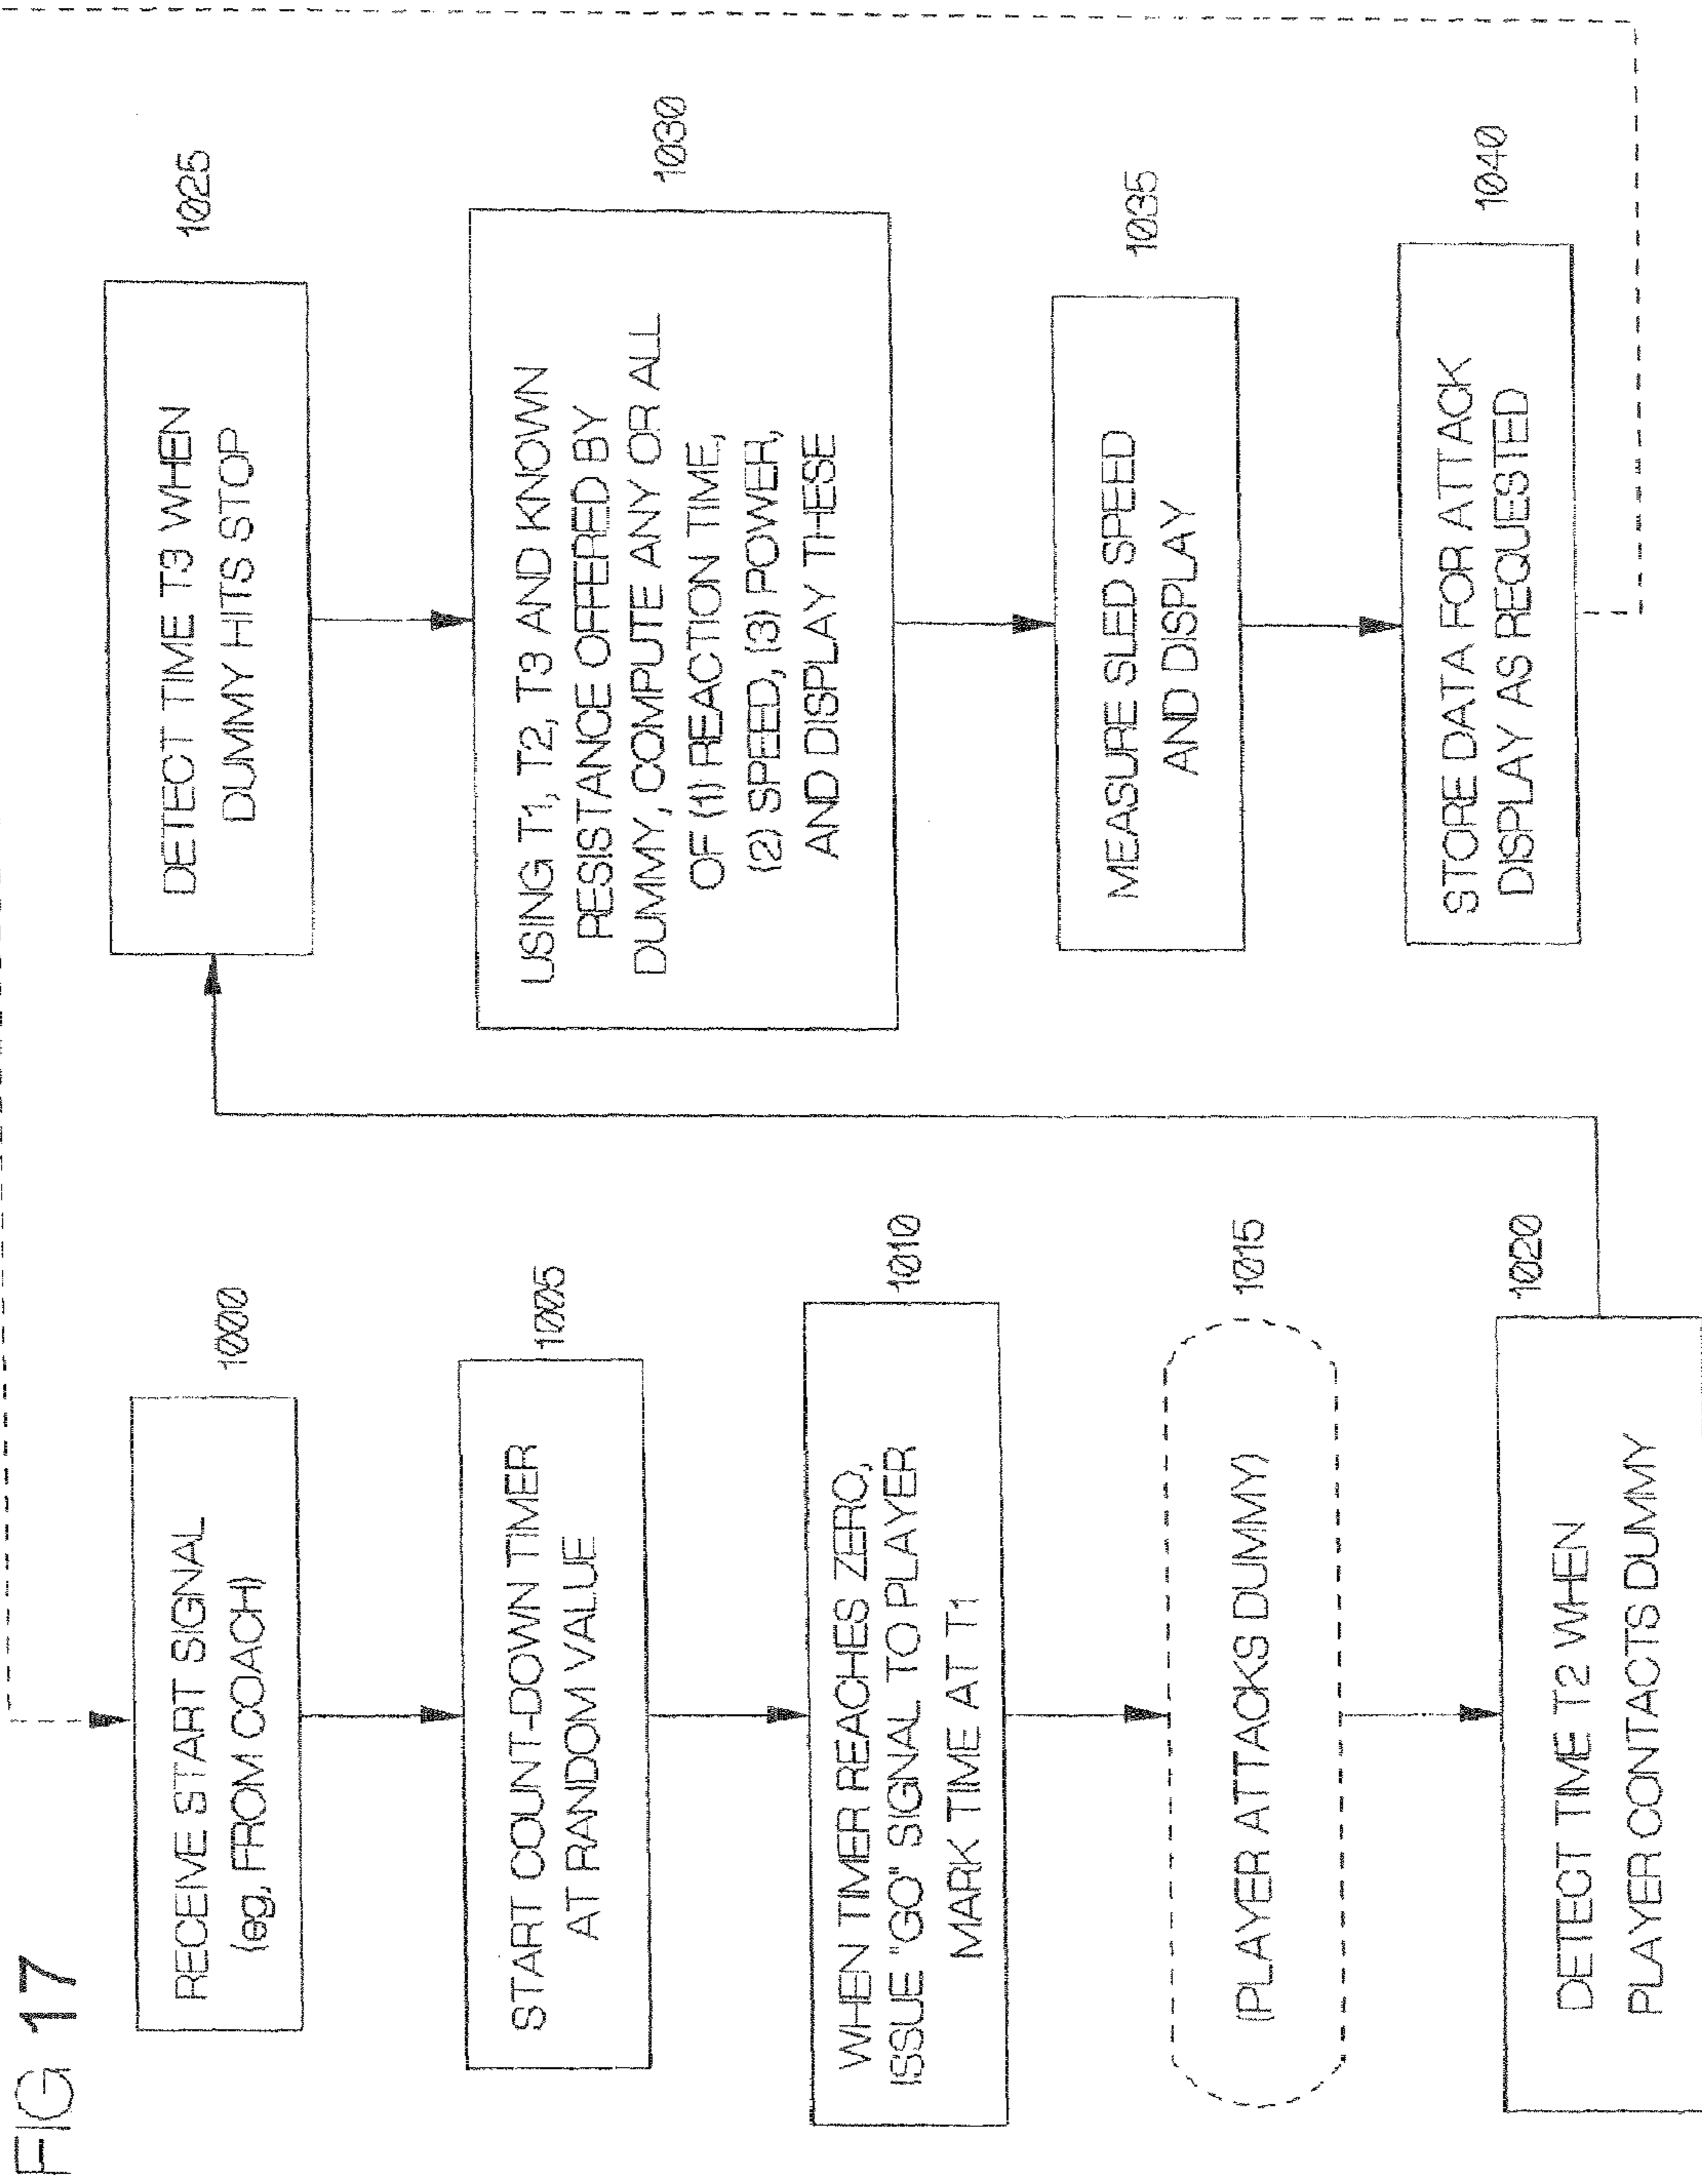 FIG 17
RECEIVE START SIGNAL
(eg, FROM COACH)
1000
START COUNT-DOWN TIMER
AT RANDOM VALUE
1005
WHEN TIMER REACHES ZERO,
ISSUE "GO" SIGNAL TO PLAYER
MARK TIME AT T1
1010
(PLAYER ATTACKS DUMMY)
1015
DETECT TIME T2 WHEN
PLAYER CONTACTS DUMMY
1020
DETECT TIME T3 WHEN
DUMMY HITS STOP
1025
USING T1, T2, T3 AND KNOWN
RESISTANCE OFFERED BY
DUMMY, COMPUTE ANY OR ALL
OF (1) REACTION TIME,
(2) SPEED, (3) POWER,
AND DISPLAY THESE
1030
MEASURE SLED SPEED
AND DISPLAY
1035
STORE DATA FOR ATTACK
DISPLAY AS REQUESTED
1040